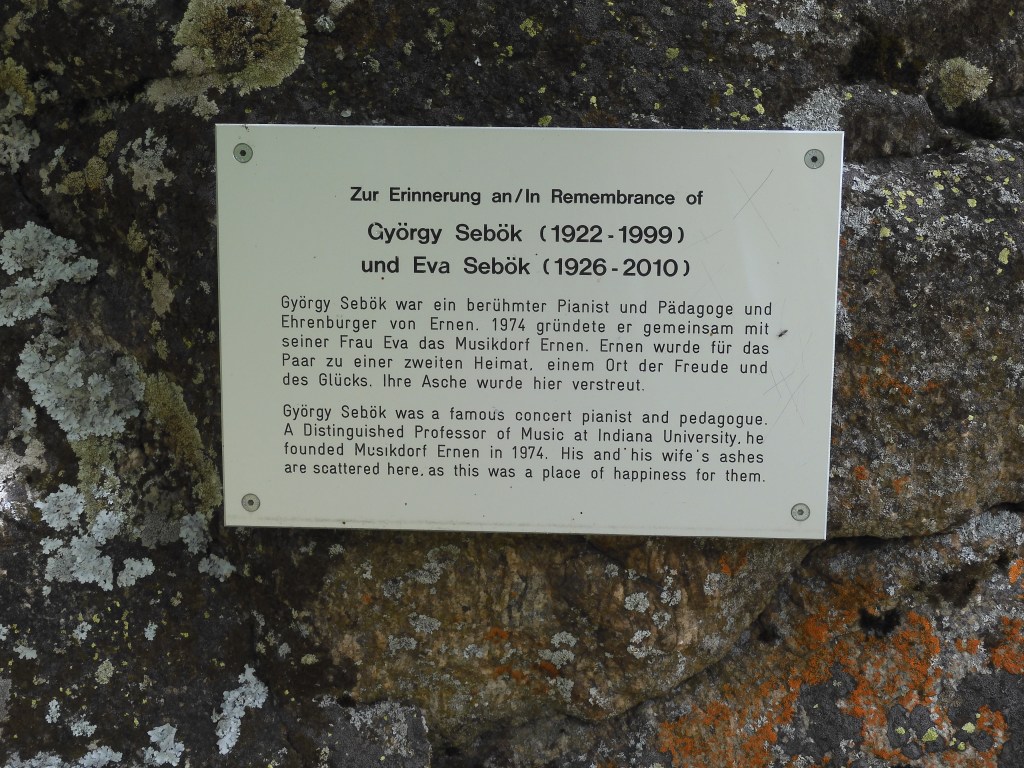 Zur Erinnerung an/In Remembrance of
György Sebök (1922-1999)
und Eva Sebök (1926-2010)
György Sebök war ein berühmter Pianist und Pädagoge und
Ehrenbürger von Ernen. 1974 gründete er gemeinsam mit
seiner Frau Eva das Musikdorf Ernen. Ernen wurde für das
Paar zu einer zweiten Heimat, einem Ort der Freude und
des Glücks. Ihre Asche wurde hier verstreut.
György Sebök was a famous concert pianist and pedagogue.
A Distinguished Professor of Music at Indiana University, he
founded Musikdorf Ernen in 1974. His and his wife's ashes
are scattered here, as this was a place of happiness for them.